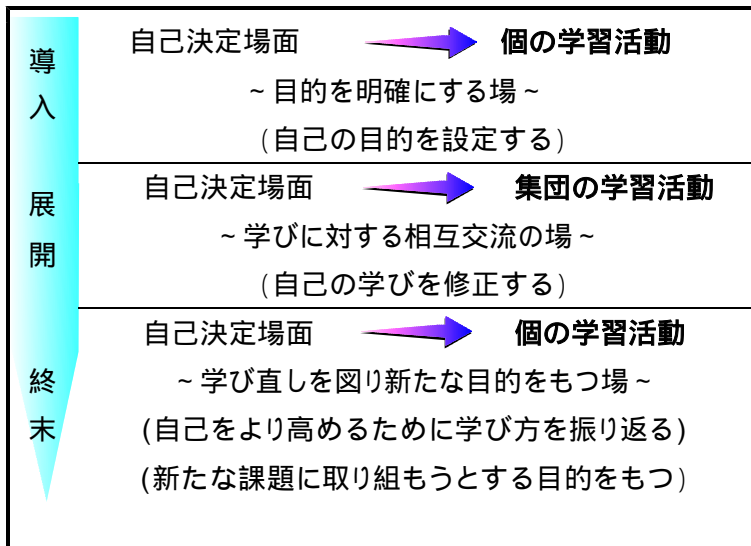 導入
自己決定場面 個の学習活動
~目的を明確にする場~
(自己の目的を設定する)
展開
自己決定場面 集団の学習活動
~学びに対する相互交流の場~
(自己の学びを修正する)
終末
自己決定場面 個の学習活動
~学び直しを図り新たな目的をもつ場~
(自己をより高めるために学び方を振り返る)
(新たな課題に取り組もうとする目的をもつ)